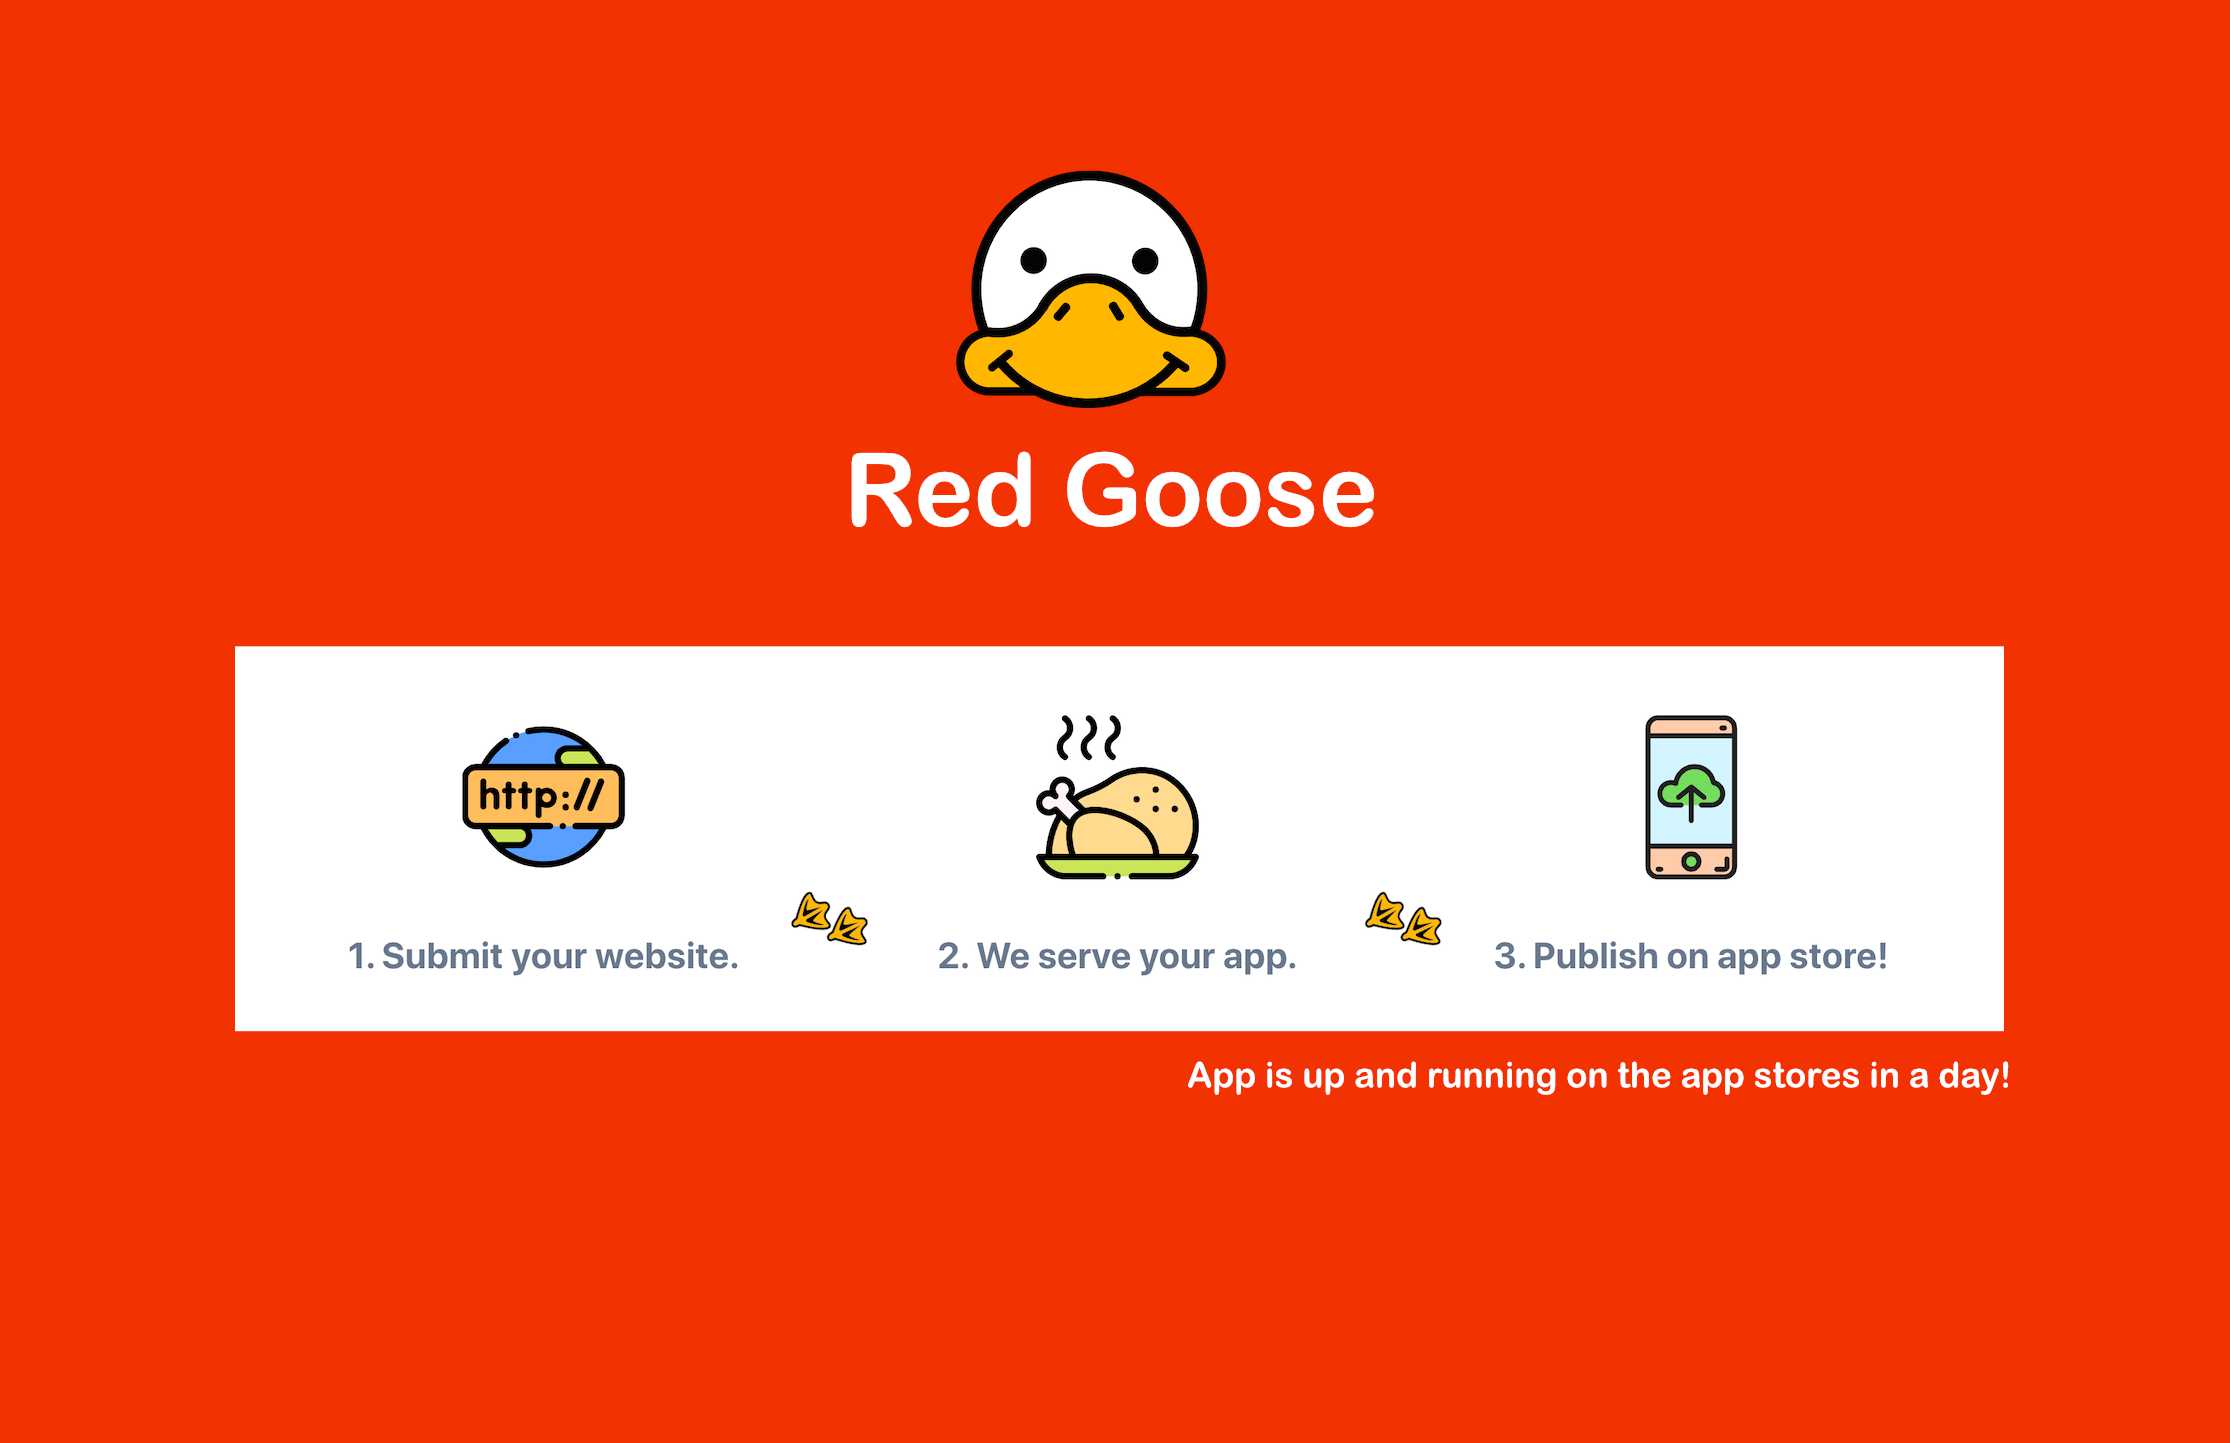 Red Goose
http://
1. Submit your website.
2. We serve your app.
3. Publish on app store!
App is up and running on the app stores in a day!